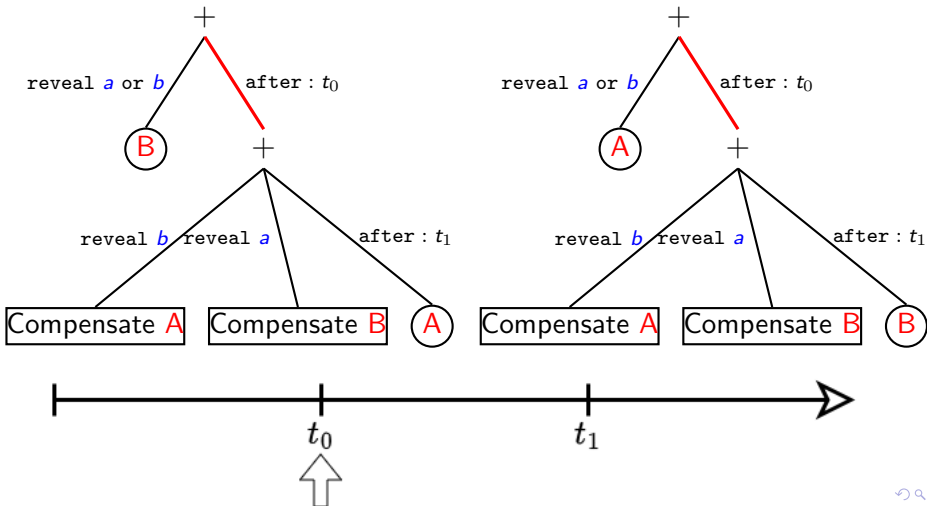 + +
reveal a or b after : t₀ reveal a or b after : t₀
B + A +
reveal b reveal a after : t₁ reveal b reveal a after : t₁
Compensate A Compensate B A Compensate A Compensate B B
t₀ t₁